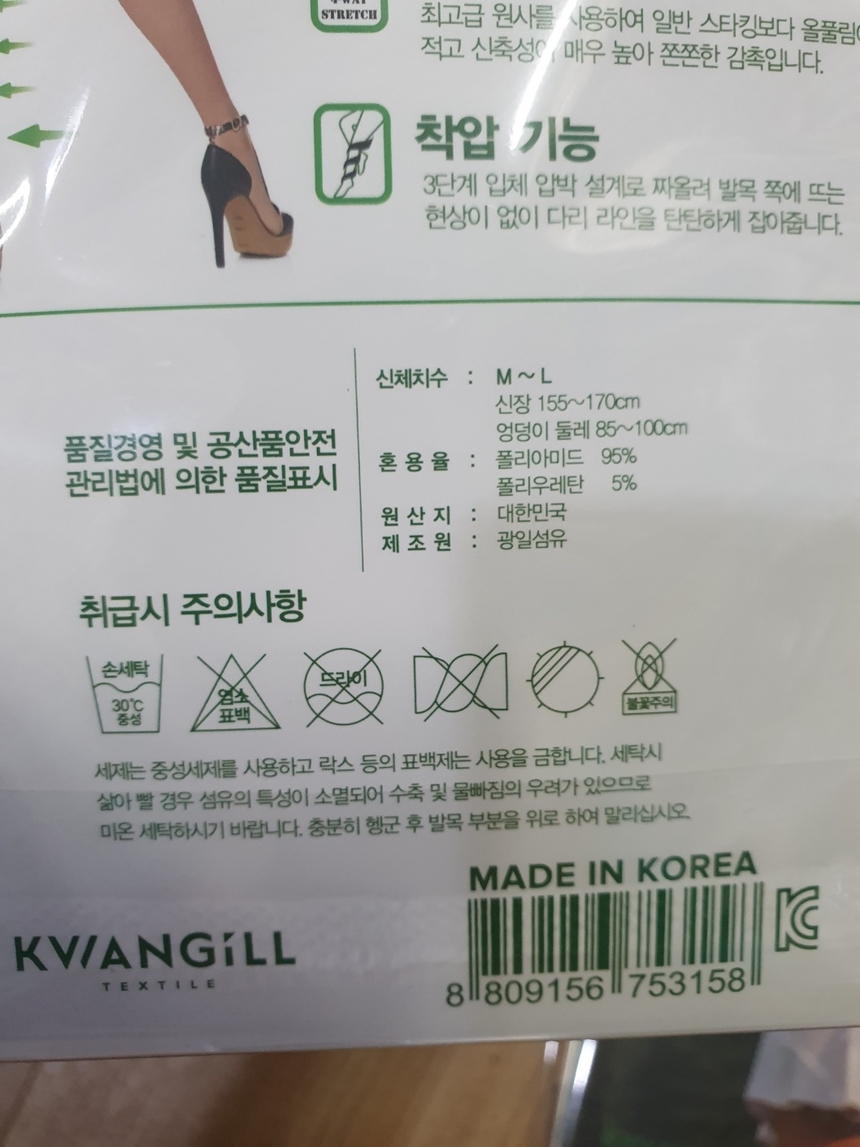 4-WAY
STRETCH
최고급 원사를 사용하여 일반 스타킹보다 올풀림이
적고 신축성이 매우 높아 쫀쫀한 감촉입니다.
착압 기능
3단계 입체 압박 설계로 짜올려 발목 쪽에 뜨는
현상이 없이 다리 라인을 탄탄하게 잡아줍니다.
품질경영 및 공산품안전
관리법에 의한 품질표시
신체치수 : M~L
신장 155~170cm
엉덩이 둘레 85~100cm
혼 용 율 : 폴리아미드 95%
폴리우레탄 5%
원 산 지 : 대한민국
제 조 원 : 광일섬유
취급시 주의사항
손세탁
30℃
중성
염소
표백
드라이
불꽃주의
세제는 중성세제를 사용하고 락스 등의 표백제는 사용을 금합니다. 세탁시
삶아 빨 경우 섬유의 특성이 소멸되어 수축 및 물빠짐의 우려가 있으므로
미온 세탁하시기 바랍니다. 충분히 헹군 후 발목 부분을 위로 하여 말리십시오.
MADE IN KOREA
KC
8 809156 753158
KWANGiLL
TEXTILE